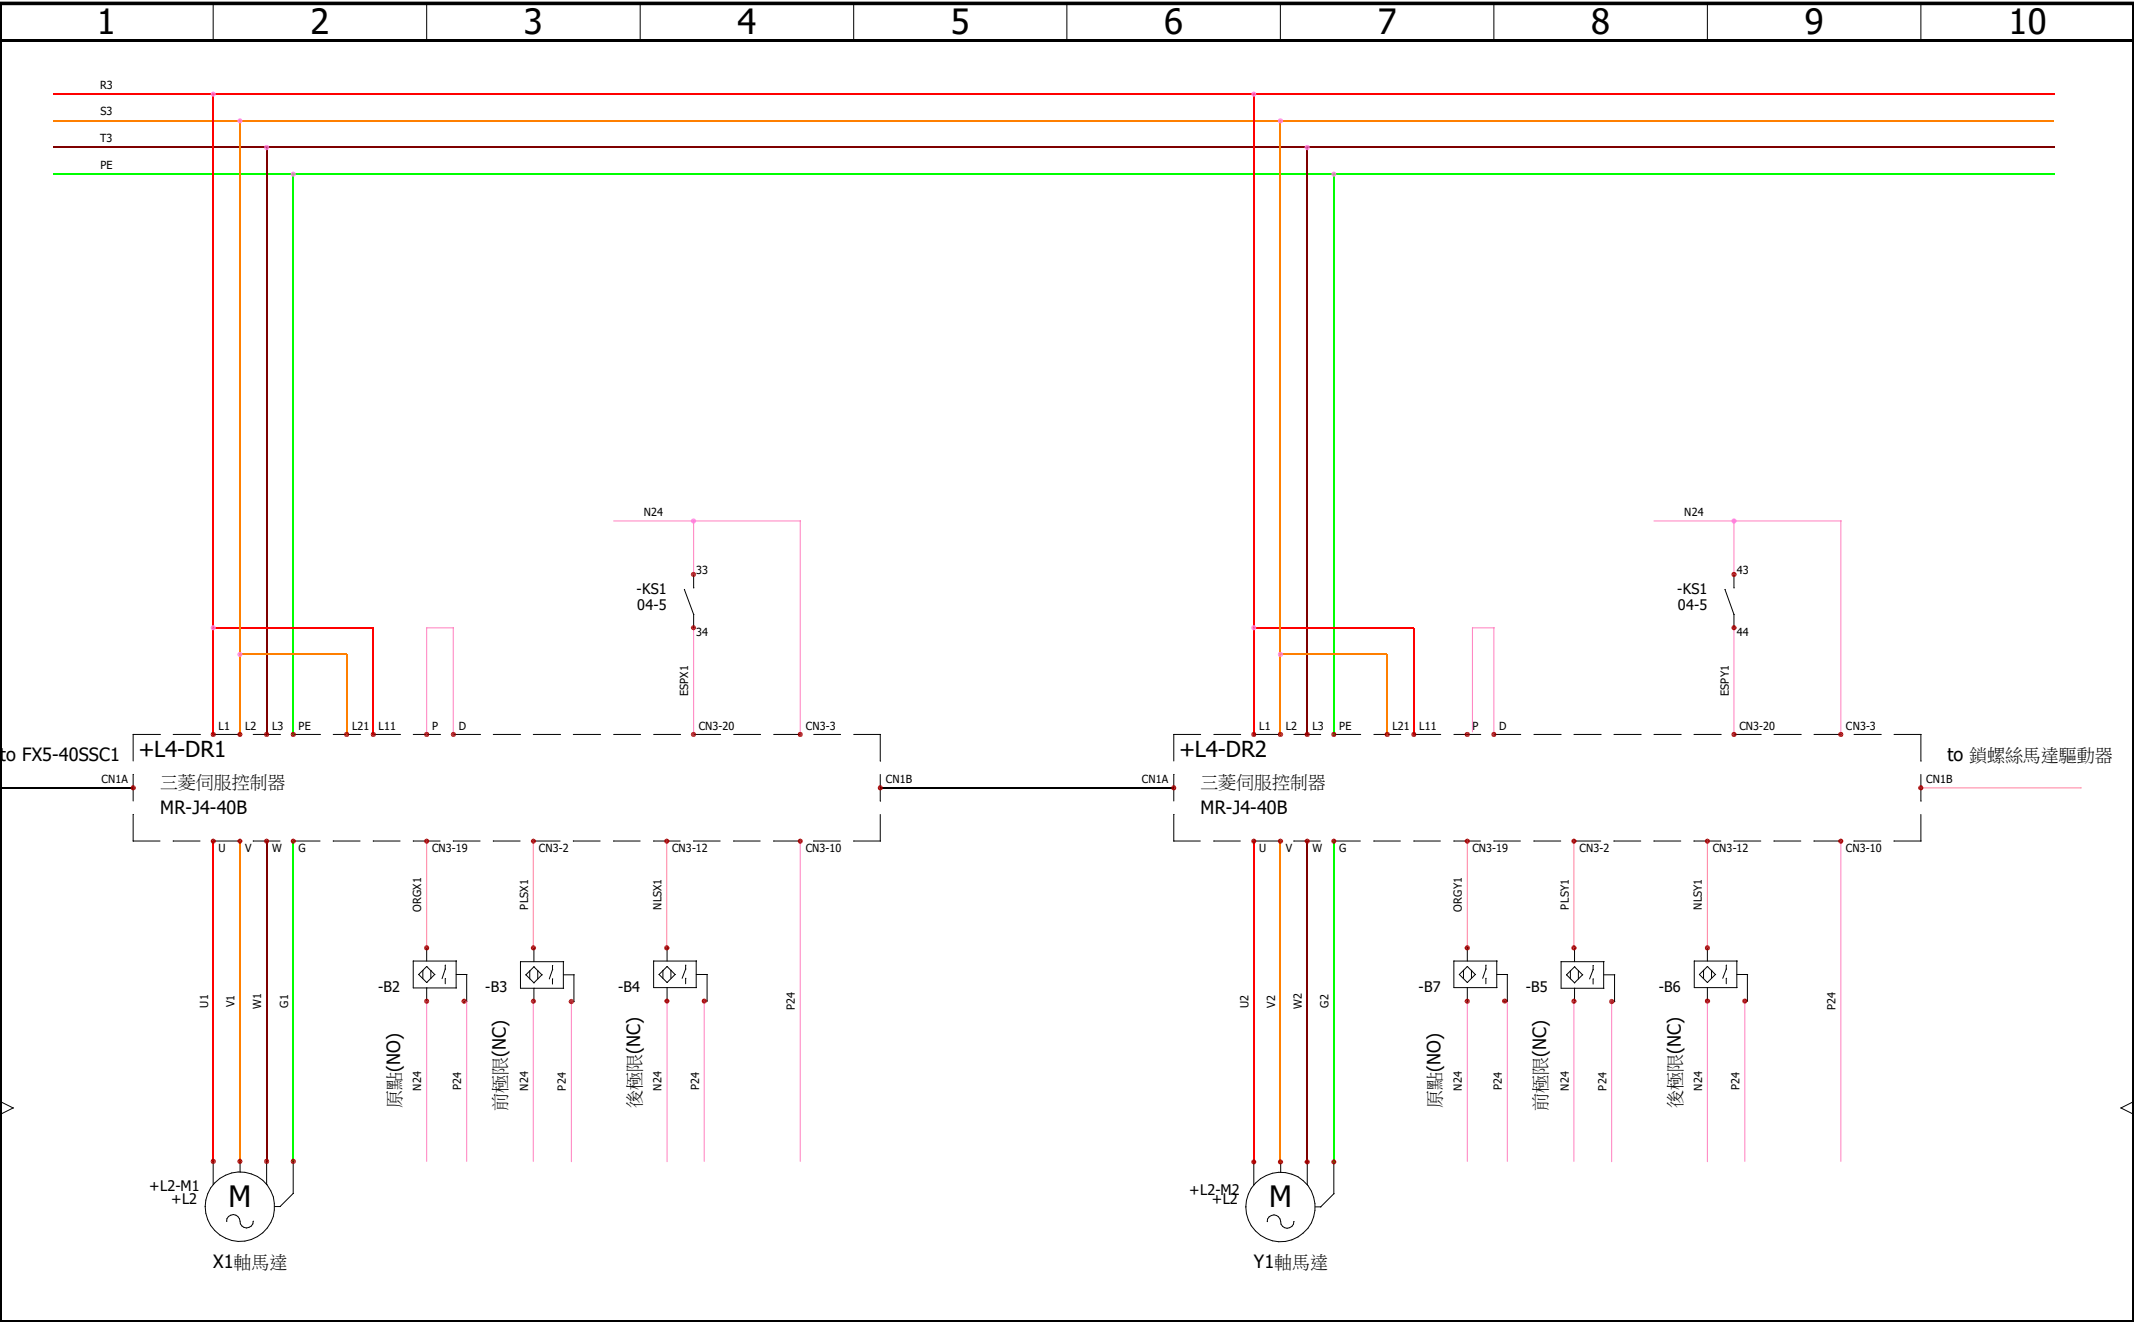 1 2 3 4 5 6 7 8 9 10
R3
S3
T3
PE
N24
33
-KS1
04-5
34
ESPX1
L1 L2 L3 PE L21 L11 P D CN3-20 CN3-3
to FX5-40SSC1
+L4-DR1
CN1A
三菱伺服控制器
MR-J4-40B
CN1B
U V W G CN3-19 CN3-2 CN3-12 CN3-10
ORGX1
PLSX1
NLSX1
U1
V1
W1
G1
-B2
-B3
-B4
P24
原點(NO)
N24
P24
前極限(NC)
N24
P24
後極限(NC)
N24
P24
+L2-M1
+L2
M
X1軸馬達
N24
43
-KS1
04-5
44
ESPY1
L1 L2 L3 PE L21 L11 P D CN3-20 CN3-3
+L4-DR2
CN1A
三菱伺服控制器
MR-J4-40B
to 鎖螺絲馬達驅動器
CN1B
U V W G CN3-19 CN3-2 CN3-12 CN3-10
ORGY1
PLSY1
NLSY1
U2
V2
W2
G2
-B7
-B5
-B6
P24
原點(NO)
N24
P24
前極限(NC)
N24
P24
後極限(NC)
N24
P24
+L2-M2
+L2
M
Y1軸馬達